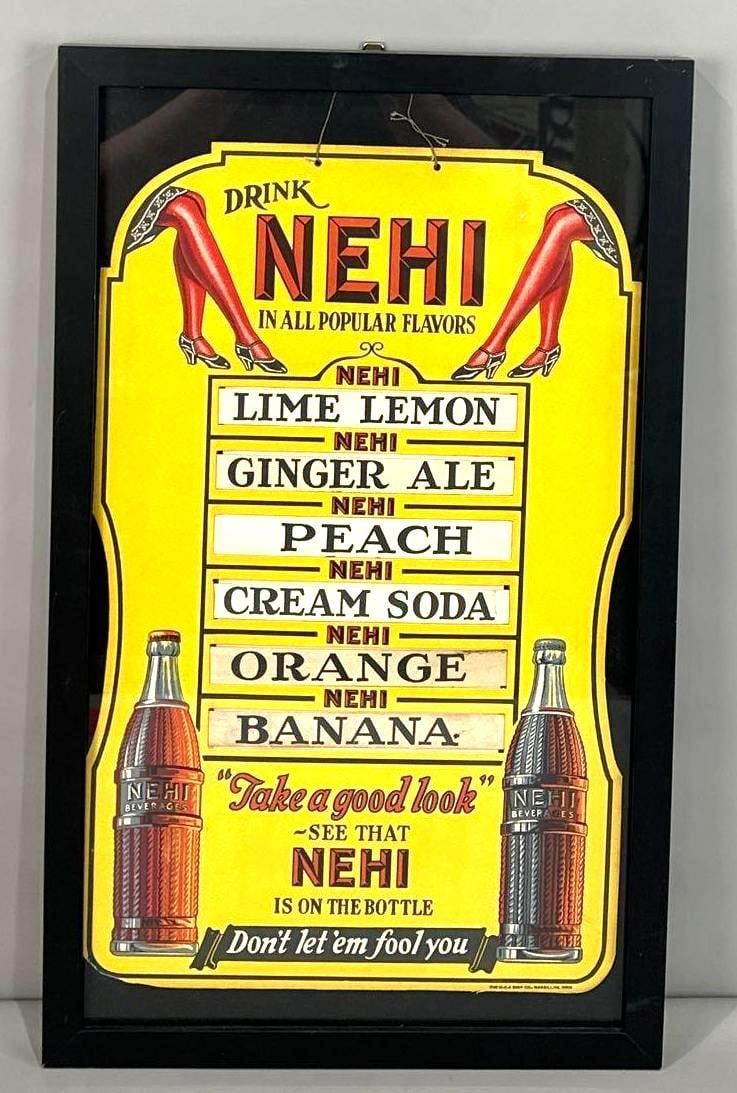 DRINK
NEHI
IN ALL POPULAR FLAVORS
NEHI
LIME LEMON
NEHI
GINGER ALE
NEHI
PEACH
NEHI
CREAM SODA
NEHI
ORANGE
NEHI
BANANA
"Take a good look"
~SEE THAT
NEHI
IS ON THE BOTTLE
Don't let 'em fool you
NEHI
BEVERAGES
NEHI
BEVERAGES